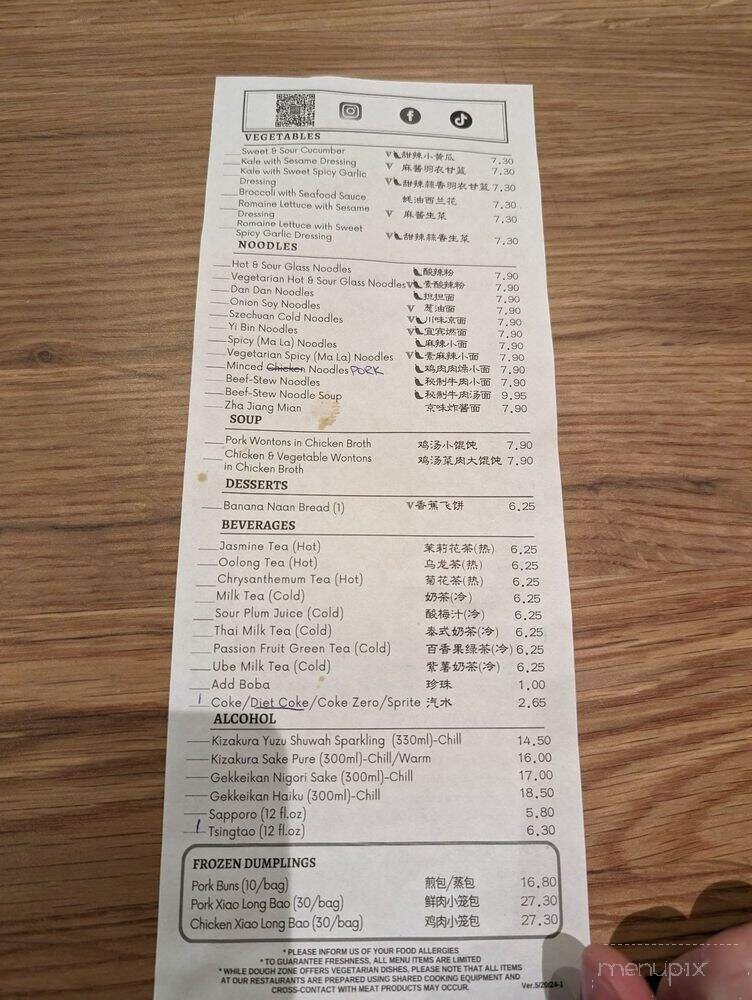 VEGETABLES
Sweet & Sour Cucumber V 甜辣小黄瓜 7.30
Kale with Sesame Dressing V 麻酱羽衣甘蓝 7.30
Kale with Sweet Spicy Garlic
Dressing V 甜辣蒜香羽衣甘蓝 7.30
Broccoli with Seafood Sauce 蚝油西兰花 7.30
Romaine Lettuce with Sesame
Dressing V 麻酱生菜 7.30
Romaine Lettuce with Sweet
Spicy Garlic Dressing V 甜辣蒜香生菜 7.30
NOODLES
Hot & Sour Glass Noodles 酸辣粉 7.90
Vegetarian Hot & Sour Glass Noodles V 素酸辣粉 7.90
Dan Dan Noodles 担担面 7.90
Onion Soy Noodles V 葱油面 7.90
Szechuan Cold Noodles V 川味凉面 7.90
Yi Bin Noodles V 宜宾燃面 7.90
Spicy (Ma La) Noodles 麻辣小面 7.90
Vegetarian Spicy (Ma La) Noodles V 素麻辣小面 7.90
Minced Chicken Noodles PORK 鸡肉肉燥小面 7.90
Beef-Stew Noodles 秘制牛肉小面 7.90
Beef-Stew Noodle Soup 秘制牛肉汤面 9.95
Zha Jiang Mian 京味炸酱面 7.90
SOUP
Pork Wontons in Chicken Broth 鸡汤小馄饨 7.90
Chicken & Vegetable Wontons
in Chicken Broth 鸡汤菜肉大馄饨 7.90
DESSERTS
Banana Naan Bread (1) V 香蕉飞饼 6.25
BEVERAGES
Jasmine Tea (Hot) 茉莉花茶(热) 6.25
Oolong Tea (Hot) 乌龙茶(热) 6.25
Chrysanthemum Tea (Hot) 菊花茶(热) 6.25
Milk Tea (Cold) 奶茶(冷) 6.25
Sour Plum Juice (Cold) 酸梅汁(冷) 6.25
Thai Milk Tea (Cold) 泰式奶茶(冷) 6.25
Passion Fruit Green Tea (Cold) 百香果绿茶(冷) 6.25
Ube Milk Tea (Cold) 紫薯奶茶(冷) 6.25
Add Boba 珍珠 1.00
1 Coke/Diet Coke/Coke Zero/Sprite 汽水 2.65
ALCOHOL
Kizakura Yuzu Shuwah Sparkling (330ml)-Chill 14.50
Kizakura Sake Pure (300ml)-Chill/Warm 16.00
Gekkeikan Nigori Sake (300ml)-Chill 17.00
Gekkeikan Haiku (300ml)-Chill 18.50
Sapporo (12 fl.oz) 5.80
1 Tsingtao (12 fl.oz) 6.30
FROZEN DUMPLINGS
Pork Buns (10/bag) 煎包/蒸包 16.80
Pork Xiao Long Bao (30/bag) 鲜肉小笼包 27.30
Chicken Xiao Long Bao (30/bag) 鸡肉小笼包 27.30
* PLEASE INFORM US OF YOUR FOOD ALLERGIES
* TO GUARANTEE FRESHNESS, ALL MENU ITEMS ARE LIMITED
* WHILE DOUGH ZONE OFFERS VEGETARIAN DISHES, PLEASE NOTE THAT ALL ITEMS
AT OUR RESTAURANTS ARE PREPARED USING SHARED COOKING EQUIPMENT AND
CROSS-CONTACT WITH MEAT PRODUCTS MAY OCCUR.
Ver.5/20/24-1
menupix